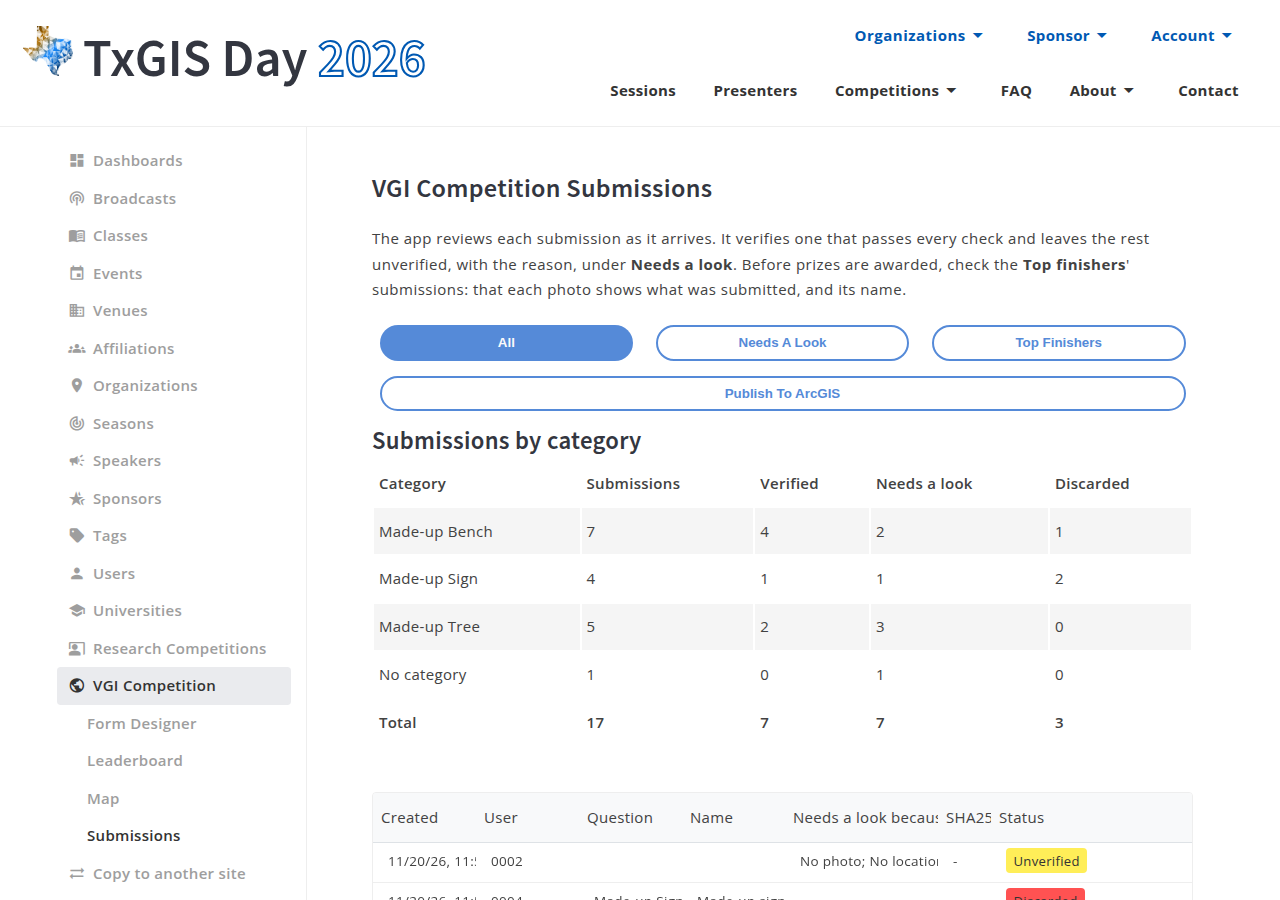 TxGIS Day 2026
Organizations Sponsor Account
Sessions Presenters Competitions FAQ About Contact
Dashboards
Broadcasts
Classes
Events
Venues
Affiliations
Organizations
Seasons
Speakers
Sponsors
Tags
Users
Universities
Research Competitions
VGI Competition
Form Designer
Leaderboard
Map
Submissions
Copy to another site
VGI Competition Submissions
The app reviews each submission as it arrives. It verifies one that passes every check and leaves the rest
unverified, with the reason, under Needs a look. Before prizes are awarded, check the Top finishers'
submissions: that each photo shows what was submitted, and its name.
All Needs A Look Top Finishers
Publish To ArcGIS
Submissions by category
Category Submissions Verified Needs a look Discarded
Made-up Bench 7 4 2 1
Made-up Sign 4 1 1 2
Made-up Tree 5 2 3 0
No category 1 0 1 0
Total 17 7 7 3
Created User Question Name Needs a look becaus SHA25 Status
11/20/26, 11: 0002 No photo; No location - Unverified